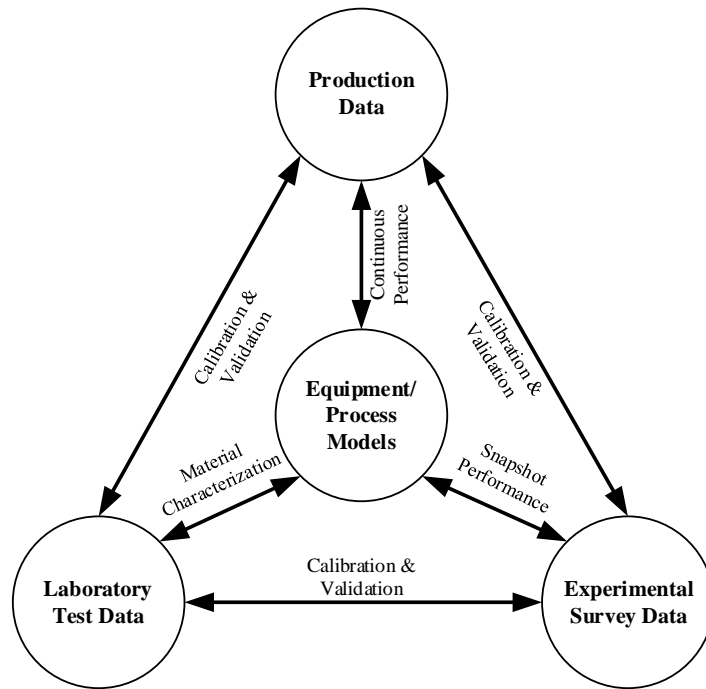 Production
Data
Continuous
Performance
Calibration &
Validation
Calibration &
Validation
Equipment/
Process
Models
Material
Characterization
Snapshot
Performance
Laboratory
Test Data
Calibration &
Validation
Experimental
Survey Data